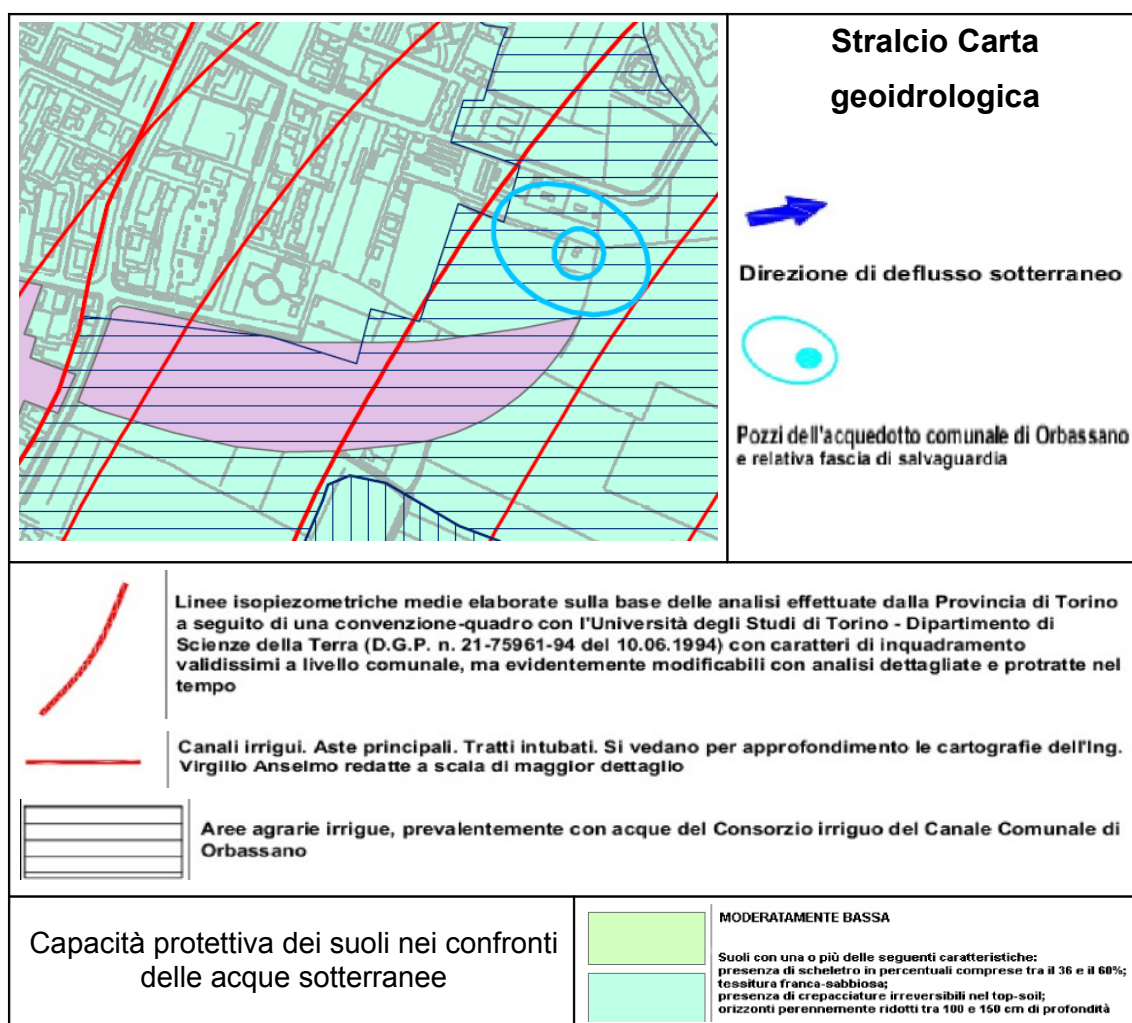 Stralcio Carta
geoidrologica
Direzione di deflusso sotterraneo
Pozzi dell'acquedotto comunale di Orbassano
e relativa fascia di salvaguardia
Linee isopiezometriche medie elaborate sulla base delle analisi effettuate dalla Provincia di Torino
a seguito di una convenzione-quadro con l'Università degli Studi di Torino - Dipartimento di
Scienze della Terra (D.G.P. n. 21-75961-94 del 10.06.1994) con caratteri di inquadramento
validissimi a livello comunale, ma evidentemente modificabili con analisi dettagliate e protratte nel
tempo
Canali irrigui. Aste principali. Tratti intubati. Si vedano per approfondimento le cartografie dell'Ing.
Virgilio Anselmo redatte a scala di maggior dettaglio
Aree agrarie irrigue, prevalentemente con acque del Consorzio irriguo del Canale Comunale di
Orbassano
Capacità protettiva dei suoli nei confronti
delle acque sotterranee
MODERATAMENTE BASSA
Suoli con una o più delle seguenti caratteristiche:
presenza di scheletro in percentuali comprese tra il 36 e il 60%;
tessitura franca-sabbiosa;
presenza di crepacciature irreversibili nel top-soil;
orizzonti perennemente ridotti tra 100 e 150 cm di profondità